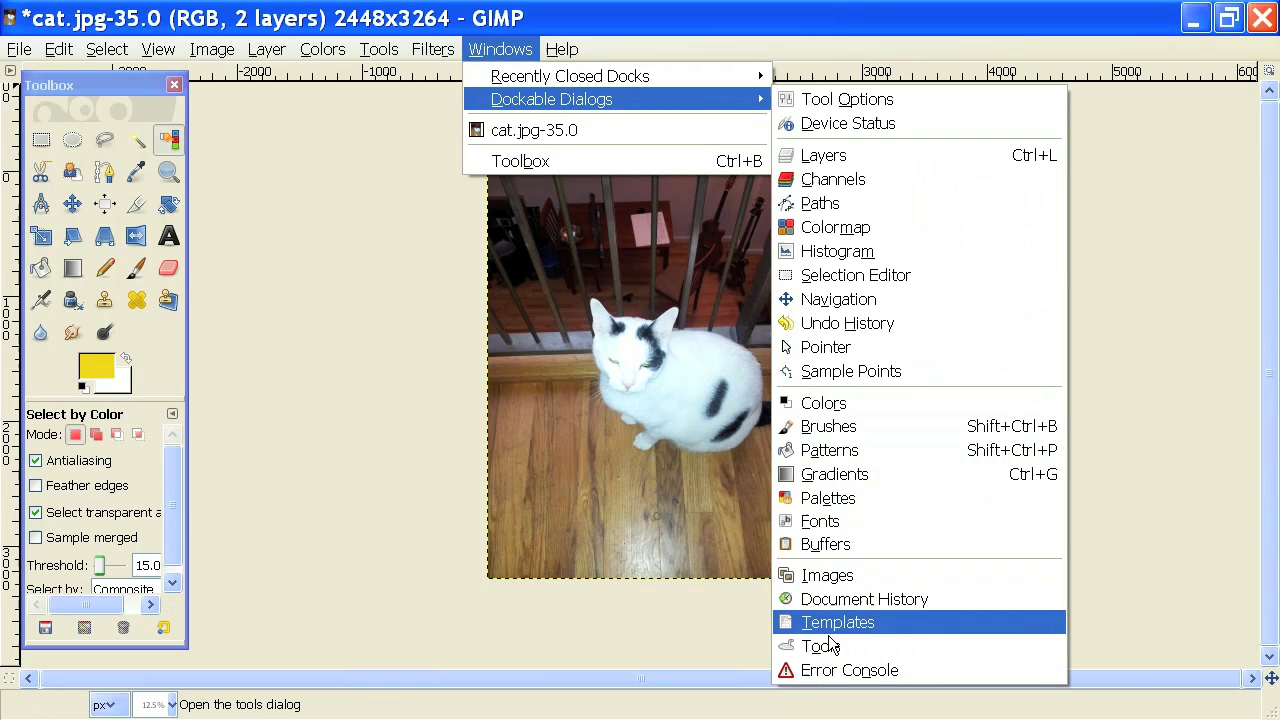 *cat.jpg-35.0 (RGB, 2 layers) 2448x3264 – GIMP
File Edit Select View Image Layer Colors Tools Filters Windows Help
-2000 -1000 3000 4000 5000
Toolbox
Recently Closed Docks
Dockable Dialogs
cat.jpg-35.0
Toolbox Ctrl+B
Tool Options
Device Status
Layers Ctrl+L
Channels
Paths
Colormap
Histogram
Selection Editor
Navigation
Undo History
Pointer
Sample Points
Colors
Brushes Shift+Ctrl+B
Patterns Shift+Ctrl+P
Gradients Ctrl+G
Palettes
Fonts
Buffers
Images
Document History
Templates
Tools
Error Console
Select by Color
Mode:
Antialiasing
Feather edges
Select transparent a
Sample merged
Threshold: 15.0
Select by: Composite
px 12.5% Open the tools dialog